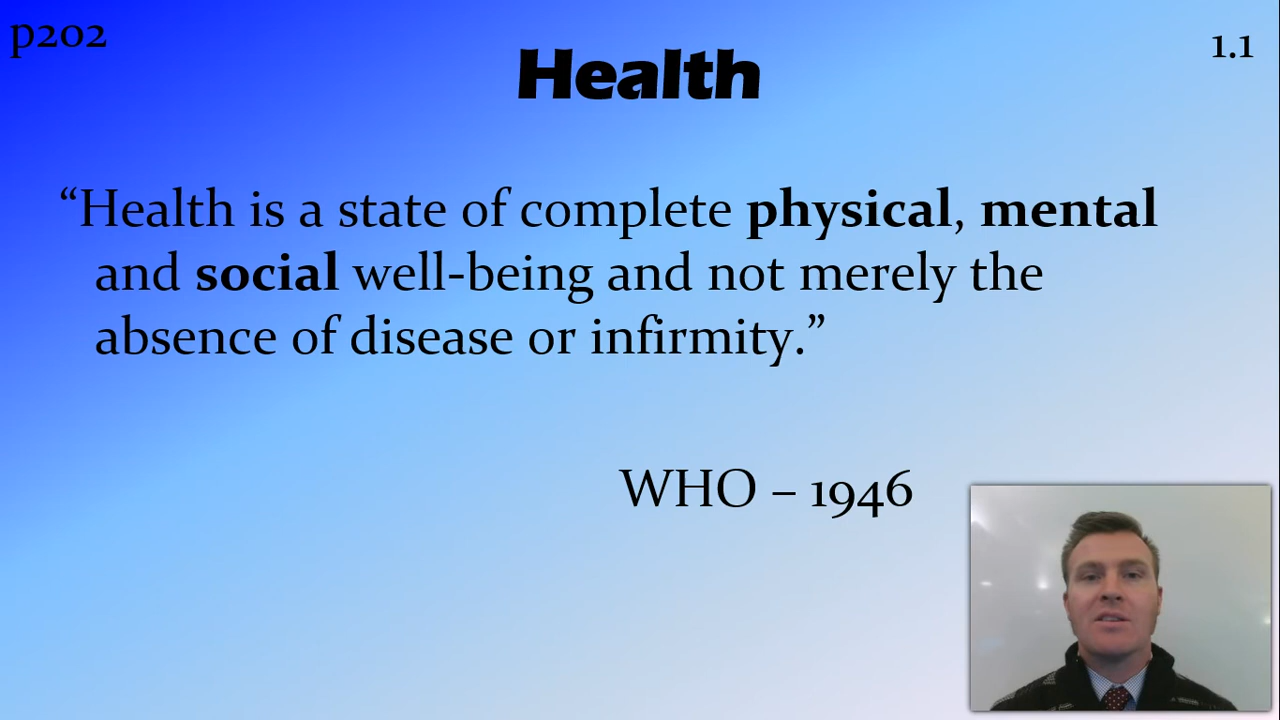 p202
1.1
Health
“Health is a state of complete physical, mental
and social well-being and not merely the
absence of disease or infirmity.”
WHO – 1946